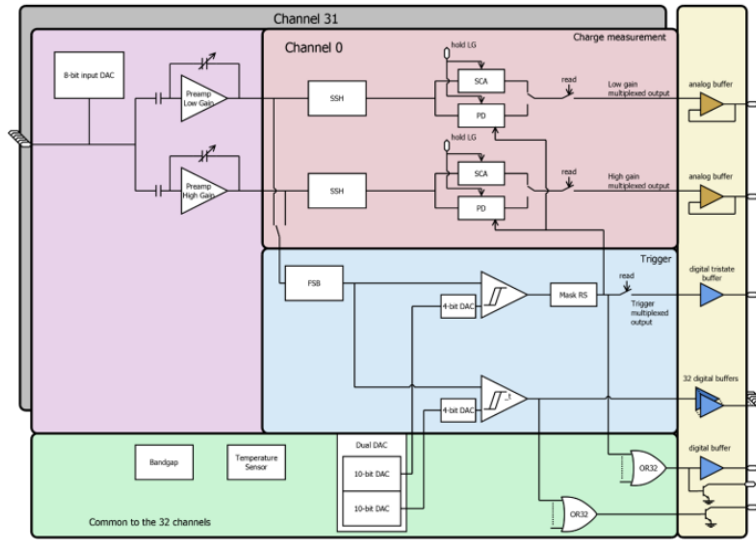 Channel 31
Channel 0
Charge measurement
hold LG
8-bit input DAC
Preamp
Low Gain
SSH
SCA
PD
read
Low gain
multiplexed output
analog buffer
hold LG
Preamp
High Gain
SSH
SCA
PD
read
High gain
multiplexed output
analog buffer
Trigger
FSB
4-bit DAC
Mask RS
read
Trigger
multiplexed
output
digital tristate
buffer
4-bit DAC
_t
32 digital buffers
Bandgap
Temperature
Sensor
Dual DAC
10-bit DAC
10-bit DAC
OR32
digital buffer
OR32
Common to the 32 channels